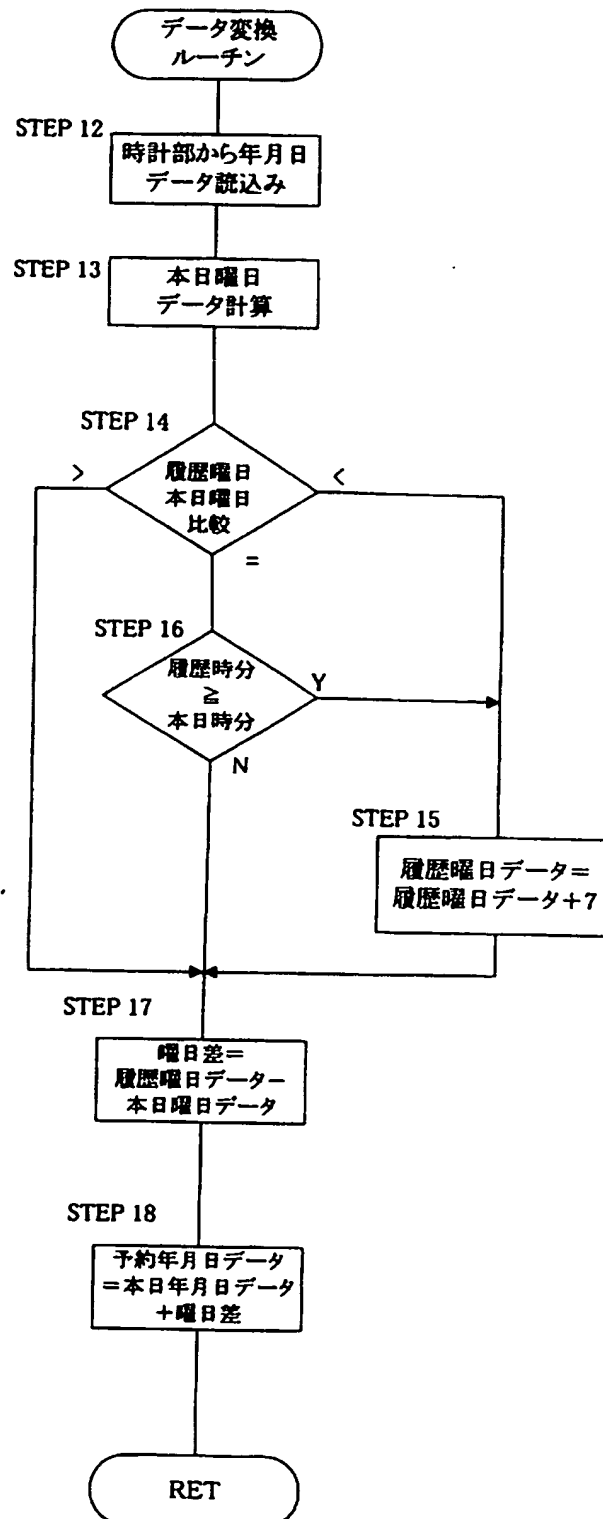 データ変換
ルーチン
STEP 12
時計部から年月日
データ読込み
STEP 13
本日曜日
データ計算
STEP 14
>
履歴曜日
本日曜日
比較
<
=
STEP 16
履歴時分
≧
本日時分
Y
N
STEP 15
履歴曜日データ=
履歴曜日データ+7
STEP 17
曜日差=
履歴曜日データ-
本日曜日データ
STEP 18
予約年月日データ
=本日年月日データ
+曜日差
RET